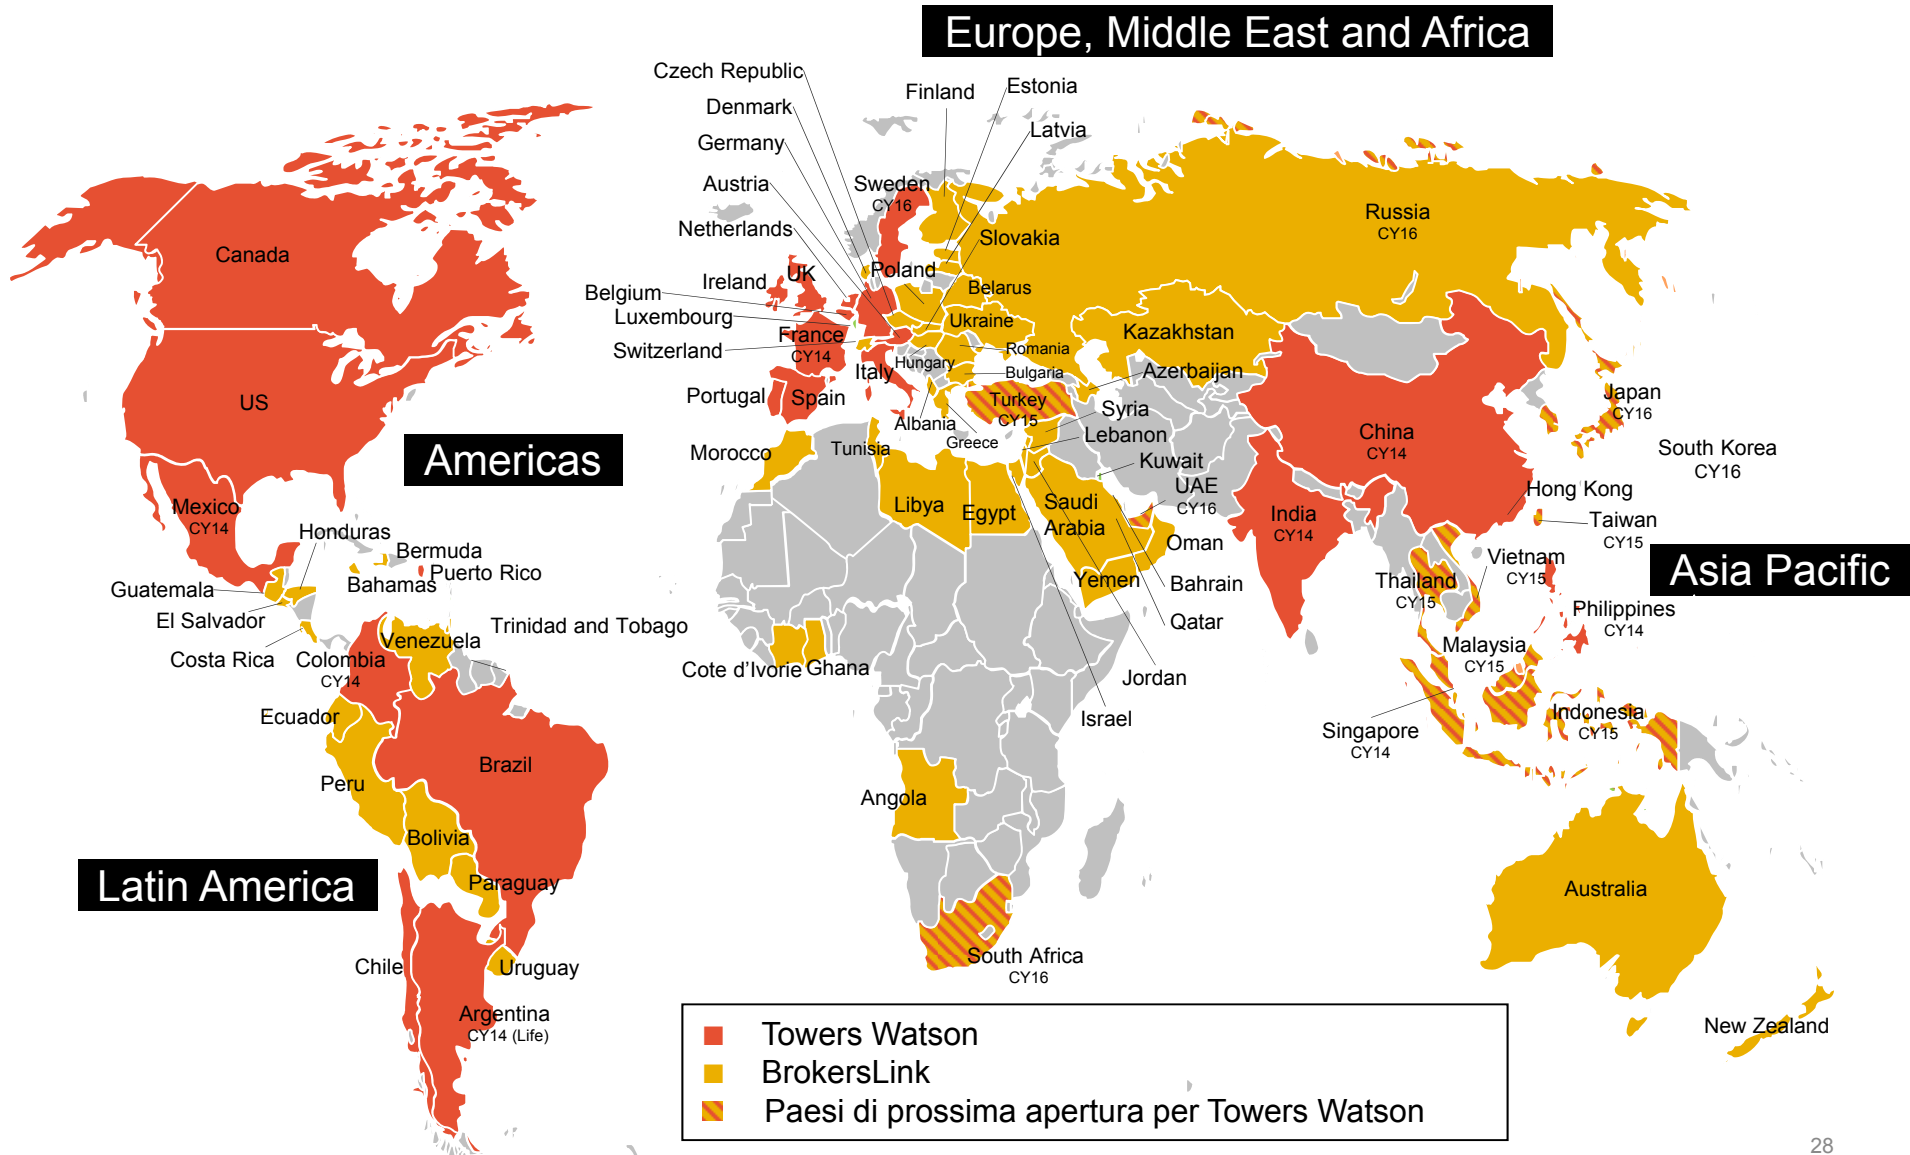 Europe, Middle East and Africa
Czech Republic
Denmark
Germany
Austria
Netherlands
Finland
Estonia
Latvia
Sweden
CY16
Slovakia
Russia
CY16
Canada
Ireland
UK
Poland
Belarus
Belgium
Luxembourg
Switzerland
France
CY14
Ukraine
Kazakhstan
Hungary
Romania
Bulgaria
Azerbaijan
Italy
Portugal
Spain
Albania
Greece
Turkey
CY15
Syria
Lebanon
Kuwait
UAE
CY16
US
Americas
Morocco
Tunisia
Libya
Egypt
Saudi
Arabia
Oman
Yemen
Bahrain
Qatar
Jordan
Israel
China
CY14
India
CY14
Japan
CY16
South Korea
CY16
Hong Kong
Taiwan
CY15
Vietnam
CY15
Thailand
CY15
Asia Pacific
Philippines
CY14
Malaysia
CY15
Singapore
CY14
Indonesia
CY15
Mexico
CY14
Honduras
Bermuda
Bahamas
Puerto Rico
Guatemala
El Salvador
Costa Rica
Colombia
CY14
Venezuela
Trinidad and Tobago
Cote d'Ivorie
Ghana
Ecuador
Peru
Brazil
Bolivia
Angola
Latin America
Paraguay
Australia
Chile
Uruguay
South Africa
CY16
Argentina
CY14 (Life)
New Zealand
Towers Watson
BrokersLink
Paesi di prossima apertura per Towers Watson
28